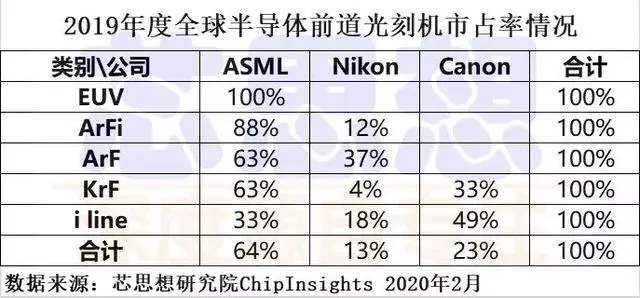 2019年度全球半导体前道光刻机市占率情况
类别\公司 ASML Nikon Canon 合计
EUV 100% 100%
ArFi 88% 12% 100%
ArF 63% 37% 100%
KrF 63% 4% 33% 100%
i line 33% 18% 49% 100%
合计 64% 13% 23% 100%
数据来源：芯思想研究院ChipInsights 2020年2月
芯思想